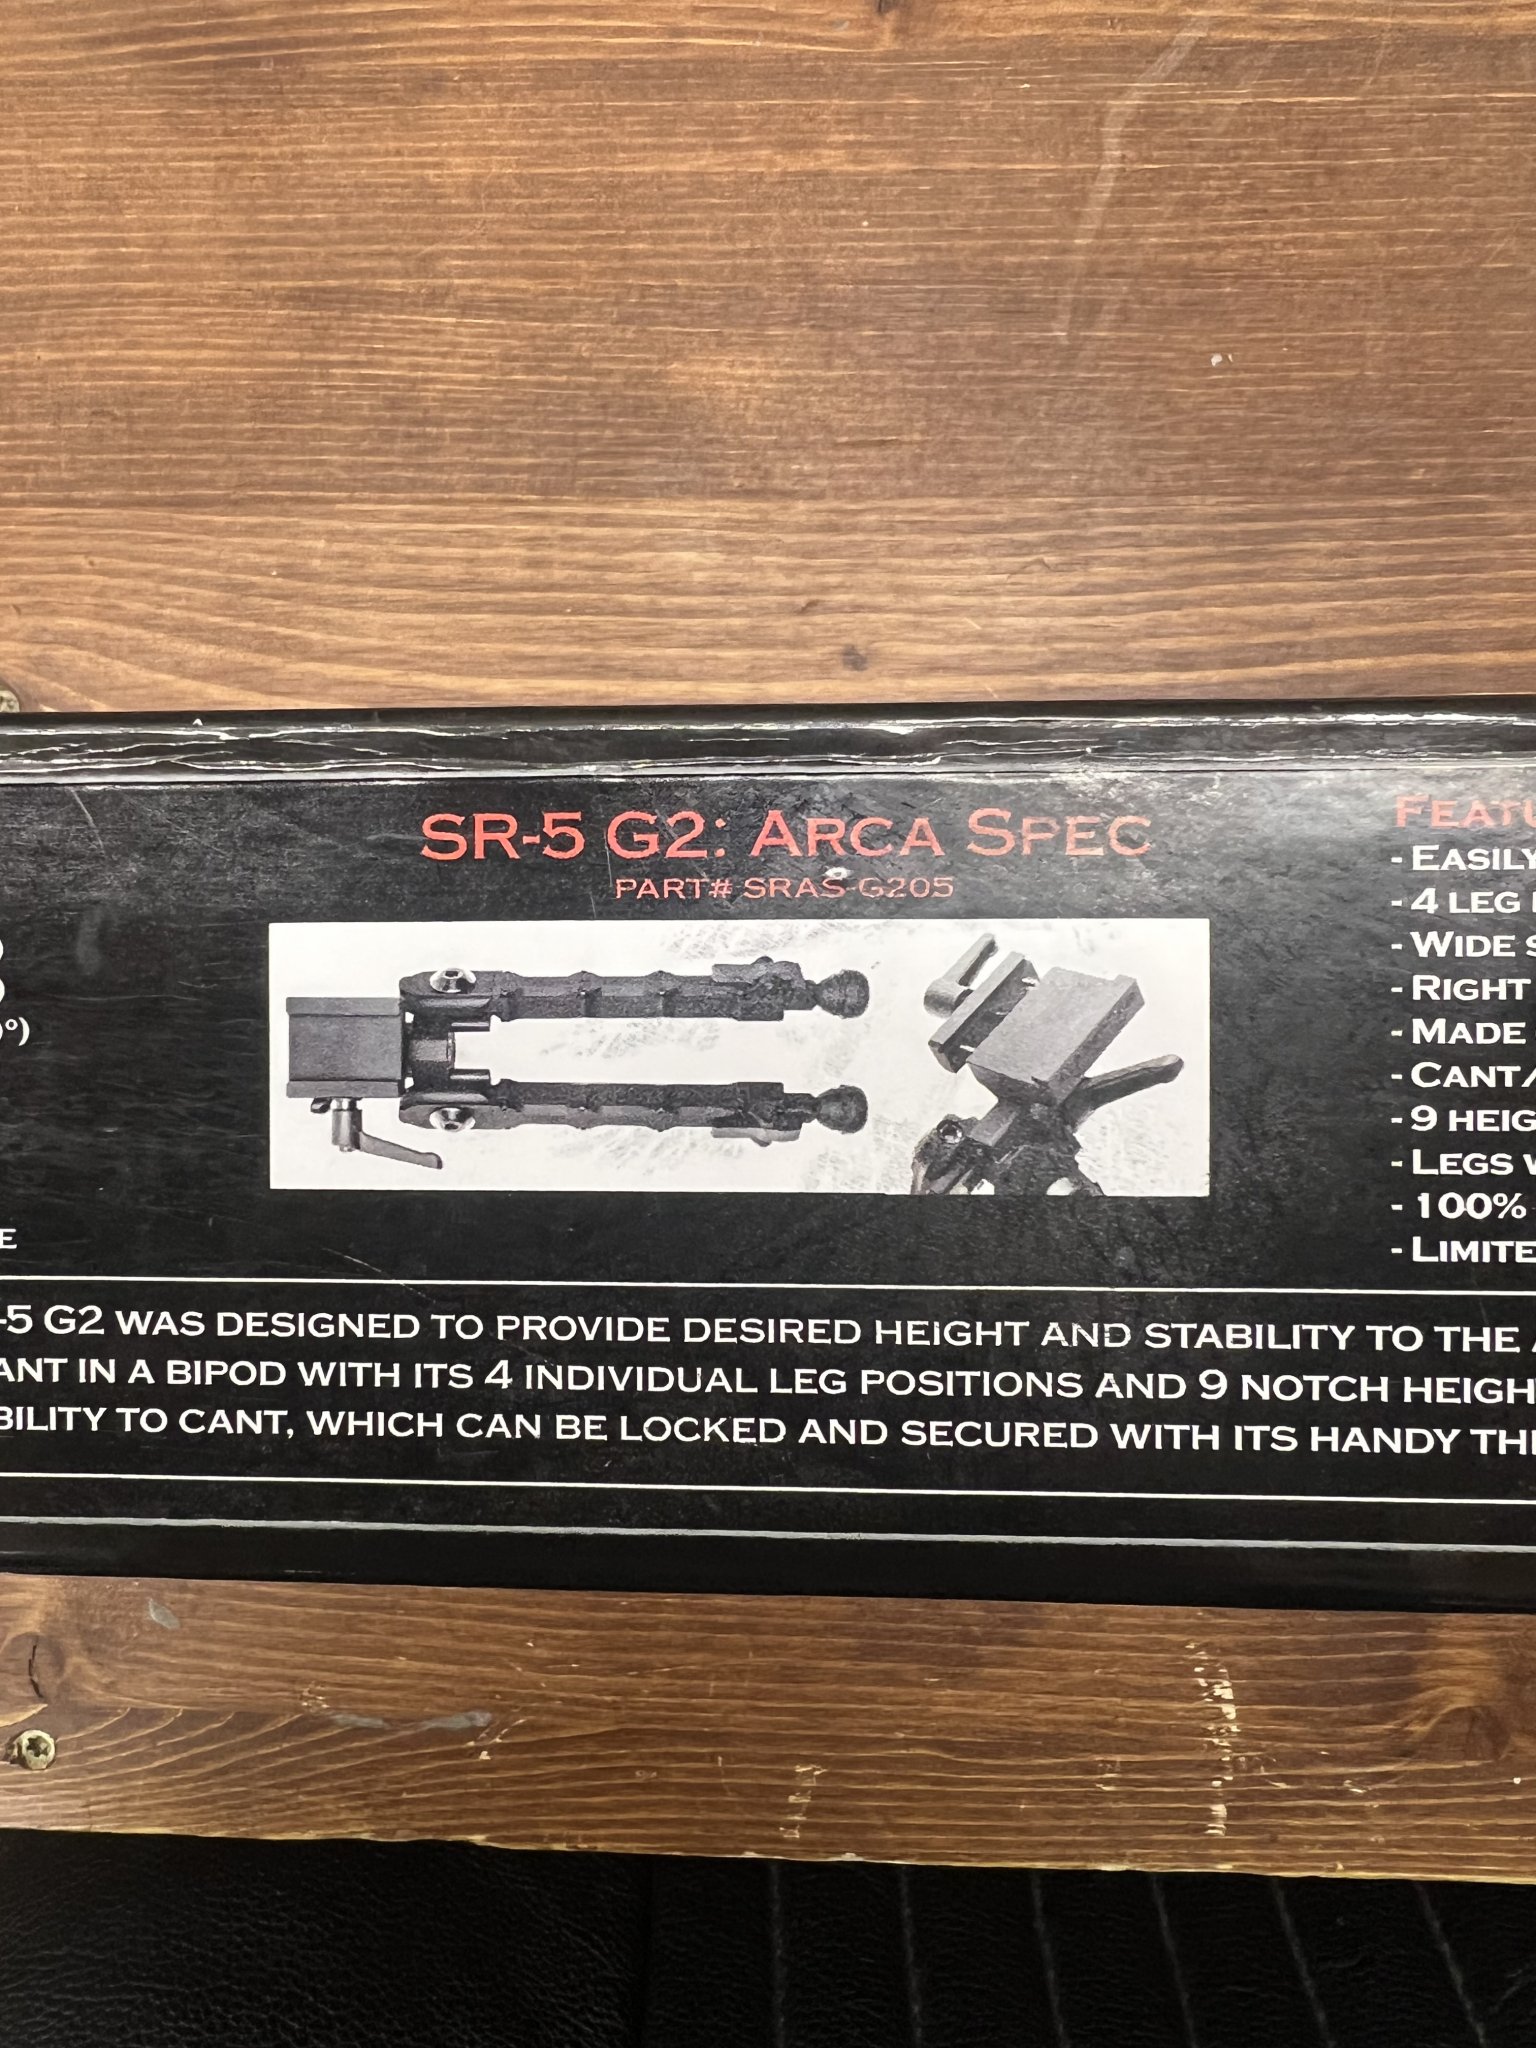 SR-5 G2: ARCA SPEC
PART# SRAS-G205
°)
E
FEATU
- EASILY
- 4 LEG
- WIDE S
- RIGHT
- MADE
- CANT/
- 9 HEIG
- LEGS
- 100%
- LIMITE
-5 G2 WAS DESIGNED TO PROVIDE DESIRED HEIGHT AND STABILITY TO THE
ANT IN A BIPOD WITH ITS 4 INDIVIDUAL LEG POSITIONS AND 9 NOTCH HEIGH
BILITY TO CANT, WHICH CAN BE LOCKED AND SECURED WITH ITS HANDY TH